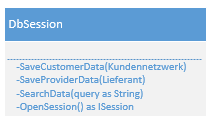 DbSession
-SaveCustomerData(Kundennetzwerk)
-SaveProviderData(Lieferant)
-SearchData(query as String)
-OpenSession() as ISession